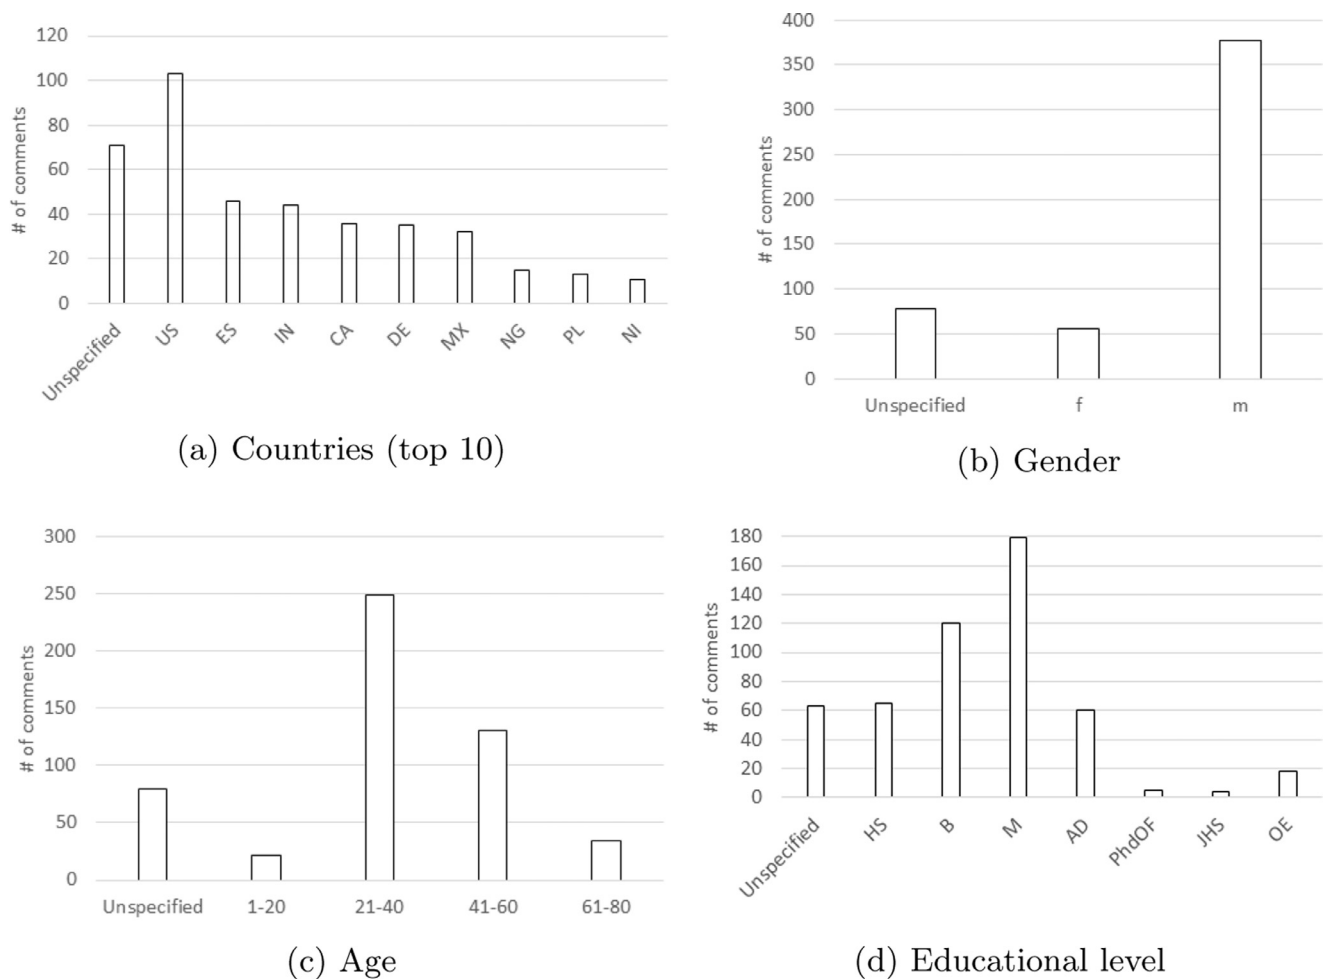 120
100
80
60
40
20
0
# of comments
Unspecified
US
ES
IN
CA
DE
MX
NG
PL
NI
(a) Countries (top 10)
400
350
300
250
200
150
100
50
0
# of comments
Unspecified
f
m
(b) Gender
300
250
200
150
100
50
0
# of comments
Unspecified
1-20
21-40
41-60
61-80
(c) Age
180
160
140
120
100
80
60
40
20
0
# of comments
Unspecified
HS
B
M
AD
PhdOF
JHS
OE
(d) Educational level